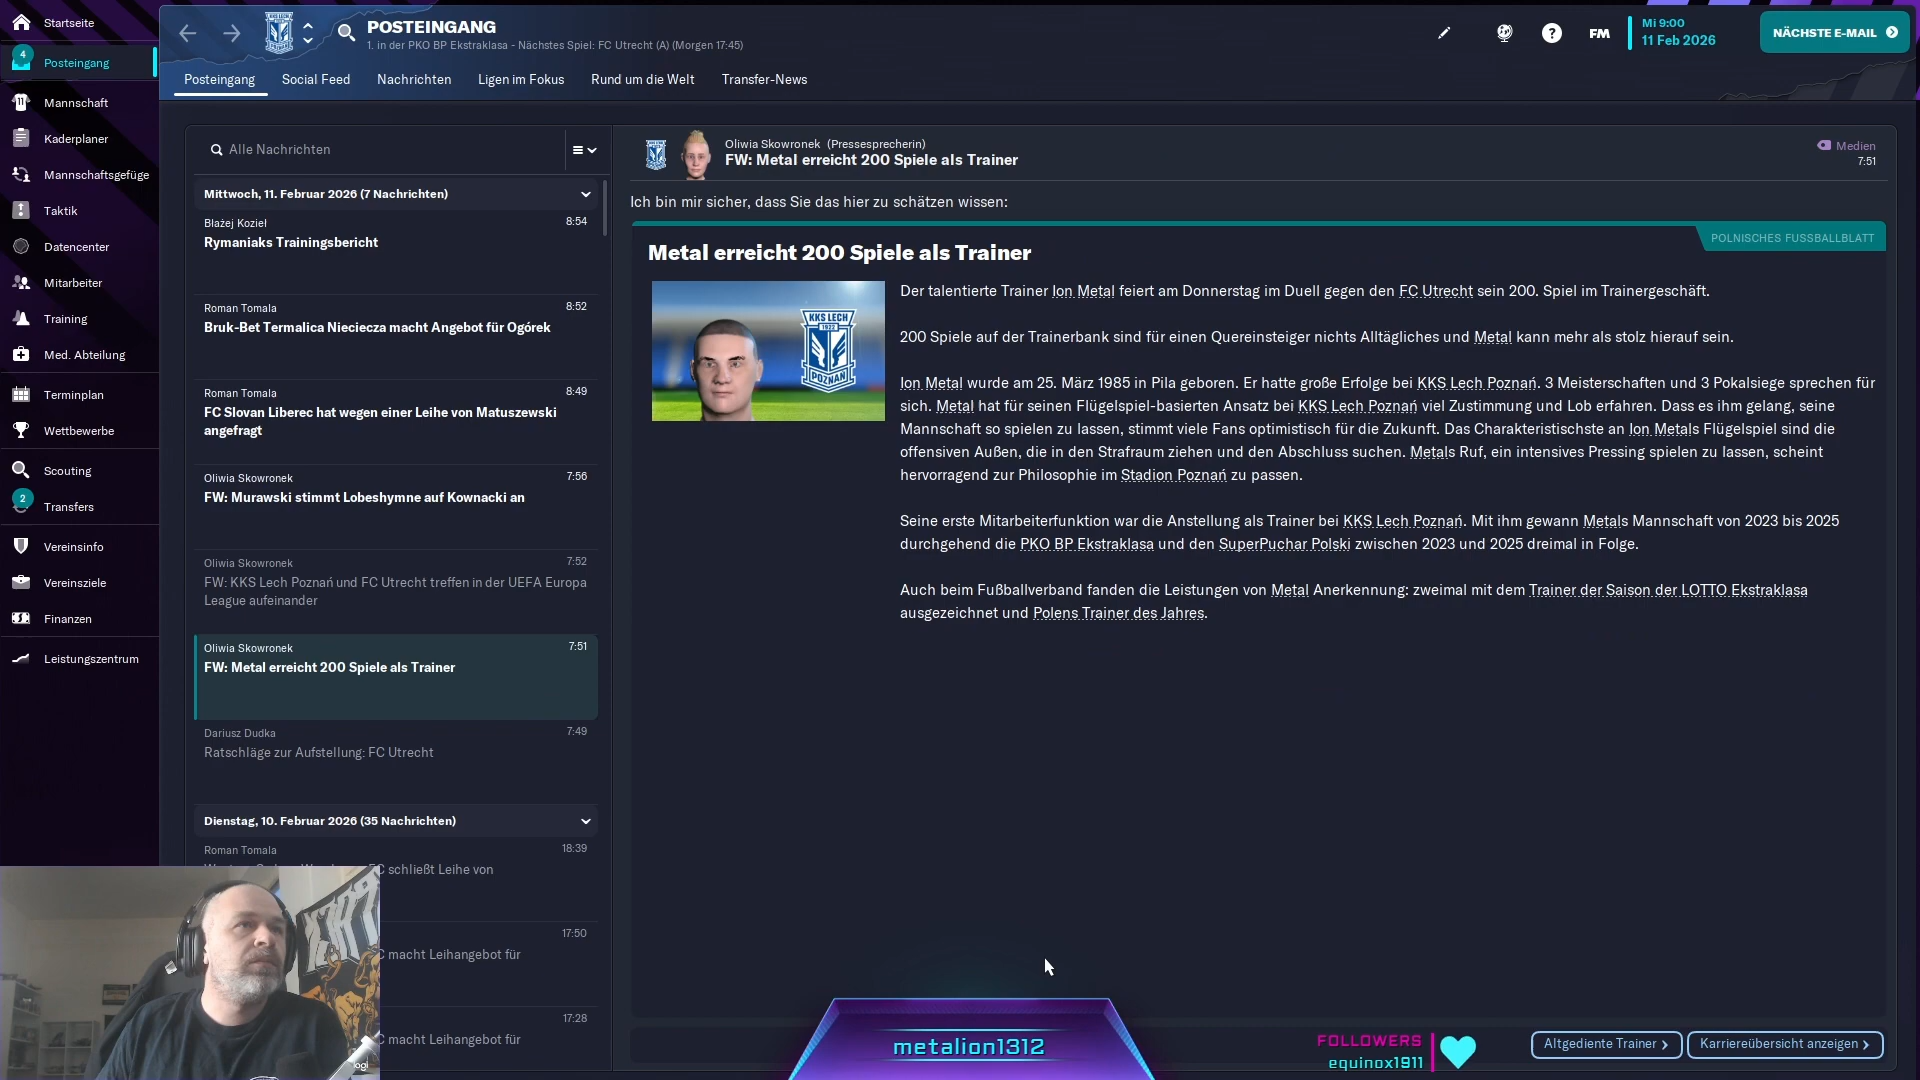 Startseite
4
Posteingang
Mannschaft
Kaderplaner
Mannschaftsgefüge
Taktik
Datencenter
Mitarbeiter
Training
Med. Abteilung
Terminplan
Wettbewerbe
Scouting
2
Transfers
Vereinsinfo
Vereinsziele
Finanzen
Leistungszentrum
POSTEINGANG
1. in der PKO BP Ekstraklasa - Nächstes Spiel: FC Utrecht (A) (Morgen 17:45)
FM
Mi 9:00
11 Feb 2026
NÄCHSTE E-MAIL
Posteingang Social Feed Nachrichten Ligen im Fokus Rund um die Welt Transfer-News
Alle Nachrichten
Mittwoch, 11. Februar 2026 (7 Nachrichten)
Błażej Kozieł 8:54
Rymaniaks Trainingsbericht
Roman Tomala 8:52
Bruk-Bet Termalica Nieciecza macht Angebot für Ogórek
Roman Tomala 8:49
FC Slovan Liberec hat wegen einer Leihe von Matuszewski
angefragt
Oliwia Skowronek 7:56
FW: Murawski stimmt Lobeshymne auf Kownacki an
Oliwia Skowronek 7:52
FW: KKS Lech Poznań und FC Utrecht treffen in der UEFA Europa
League aufeinander
Oliwia Skowronek 7:51
FW: Metal erreicht 200 Spiele als Trainer
Dariusz Dudka 7:49
Ratschläge zur Aufstellung: FC Utrecht
Dienstag, 10. Februar 2026 (35 Nachrichten)
Roman Tomala 18:39
schließt Leihe von
17:50
macht Leihangebot für
17:28
macht Leihangebot für
Oliwia Skowronek (Pressesprecherin)
FW: Metal erreicht 200 Spiele als Trainer
Medien
7:51
Ich bin mir sicher, dass Sie das hier zu schätzen wissen:
POLNISCHES FUSSBALLBLATT
Metal erreicht 200 Spiele als Trainer
KKS LECH
1922
POZNAŃ
Der talentierte Trainer Ion Metal feiert am Donnerstag im Duell gegen den FC Utrecht sein 200. Spiel im Trainergeschäft.
200 Spiele auf der Trainerbank sind für einen Quereinsteiger nichts Alltägliches und Metal kann mehr als stolz hierauf sein.
Ion Metal wurde am 25. März 1985 in Pila geboren. Er hatte große Erfolge bei KKS Lech Poznań. 3 Meisterschaften und 3 Pokalsiege sprechen für
sich. Metal hat für seinen Flügelspiel-basierten Ansatz bei KKS Lech Poznań viel Zustimmung und Lob erfahren. Dass es ihm gelang, seine
Mannschaft so spielen zu lassen, stimmt viele Fans optimistisch für die Zukunft. Das Charakteristischste an Ion Metals Flügelspiel sind die
offensiven Außen, die in den Strafraum ziehen und den Abschluss suchen. Metals Ruf, ein intensives Pressing spielen zu lassen, scheint
hervorragend zur Philosophie im Stadion Poznań zu passen.
Seine erste Mitarbeiterfunktion war die Anstellung als Trainer bei KKS Lech Poznań. Mit ihm gewann Metals Mannschaft von 2023 bis 2025
durchgehend die PKO BP Ekstraklasa und den SuperPuchar Polski zwischen 2023 und 2025 dreimal in Folge.
Auch beim Fußballverband fanden die Leistungen von Metal Anerkennung: zweimal mit dem Trainer der Saison der LOTTO Ekstraklasa
ausgezeichnet und Polens Trainer des Jahres.
logi
metalion1312
FOLLOWERS
equinox1911
Altgediente Trainer
Karriereübersicht anzeigen